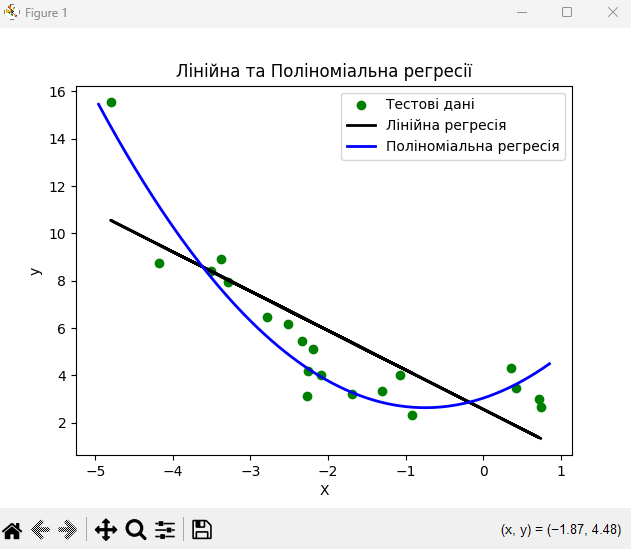 Figure 1
Лінійна та Поліноміальна регресії
Тестові дані
Лінійна регресія
Поліноміальна регресія
16
14
12
10
8
6
4
2
y
−5 −4 −3 −2 −1 0 1
X
(x, y) = (−1.87, 4.48)